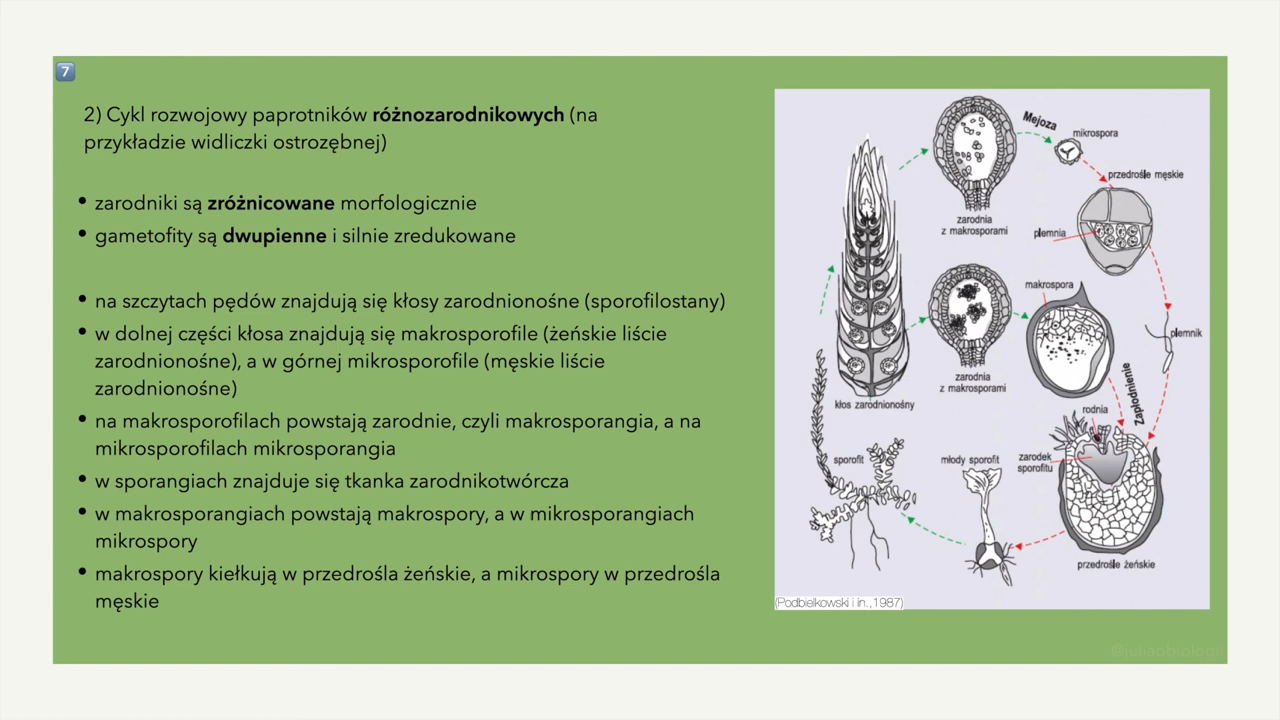 7
2) Cykl rozwojowy paprotników różnozarodnikowych (na
przykładzie widliczki ostrozębnej)
• zarodniki są zróżnicowane morfologicznie
• gametofity są dwupienne i silnie zredukowane
• na szczytach pędów znajdują się kłosy zarodnionośne (sporofilostany)
• w dolnej części kłosa znajdują się makrosporofile (żeńskie liście
zarodnionośne), a w górnej mikrosporofile (męskie liście
zarodnionośne)
• na makrosporofilach powstają zarodnie, czyli makrosporangia, a na
mikrosporofilach mikrosporangia
• w sporangiach znajduje się tkanka zarodnikotwórcza
• w makrosporangiach powstają makrospory, a w mikrosporangiach
mikrospory
• makrospory kiełkują w przedrośla żeńskie, a mikrospory w przedrośla
męskie
Mejoza
mikrospora
przedrośle męskie
zarodnia
z makrosporami
plemnia
makrospora
plemnik
zarodnia
z makrosporami
Zapłodnienie
kłos zarodnionośny
rodnia
sporofit
młody sporofit
zarodek
sporofitu
przedrośle żeńskie
(Podbielkowski i in., 1987)